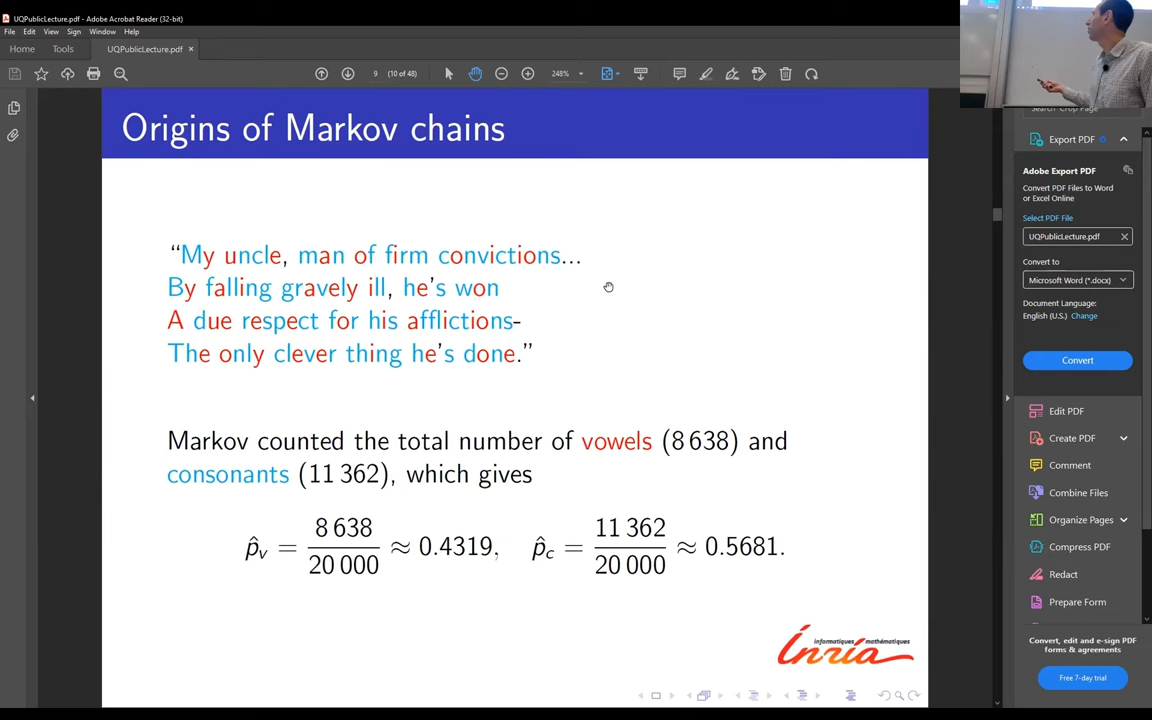 UQPublicLecture.pdf - Adobe Acrobat Reader (32-bit)
File Edit View Sign Window Help
Home Tools UQPublicLecture.pdf ×
9 (10 of 48) 248%
Origins of Markov chains
“My uncle, man of firm convictions...
By falling gravely ill, he's won
A due respect for his afflictions-
The only clever thing he's done.”
Markov counted the total number of vowels (8 638) and
consonants (11 362), which gives
p̂v = 8 638 / 20 000 ≈ 0.4319, p̂c = 11 362 / 20 000 ≈ 0.5681.
informatiques mathématiques
Inria
Search 'Crop Page'
Export PDF
Adobe Export PDF
Convert PDF Files to Word
or Excel Online
Select PDF File
UQPublicLecture.pdf
Convert to
Microsoft Word (*.docx)
Document Language:
English (U.S.) Change
Convert
Edit PDF
Create PDF
Comment
Combine Files
Organize Pages
Compress PDF
Redact
Prepare Form
Convert, edit and e-sign PDF
forms & agreements
Free 7-day trial